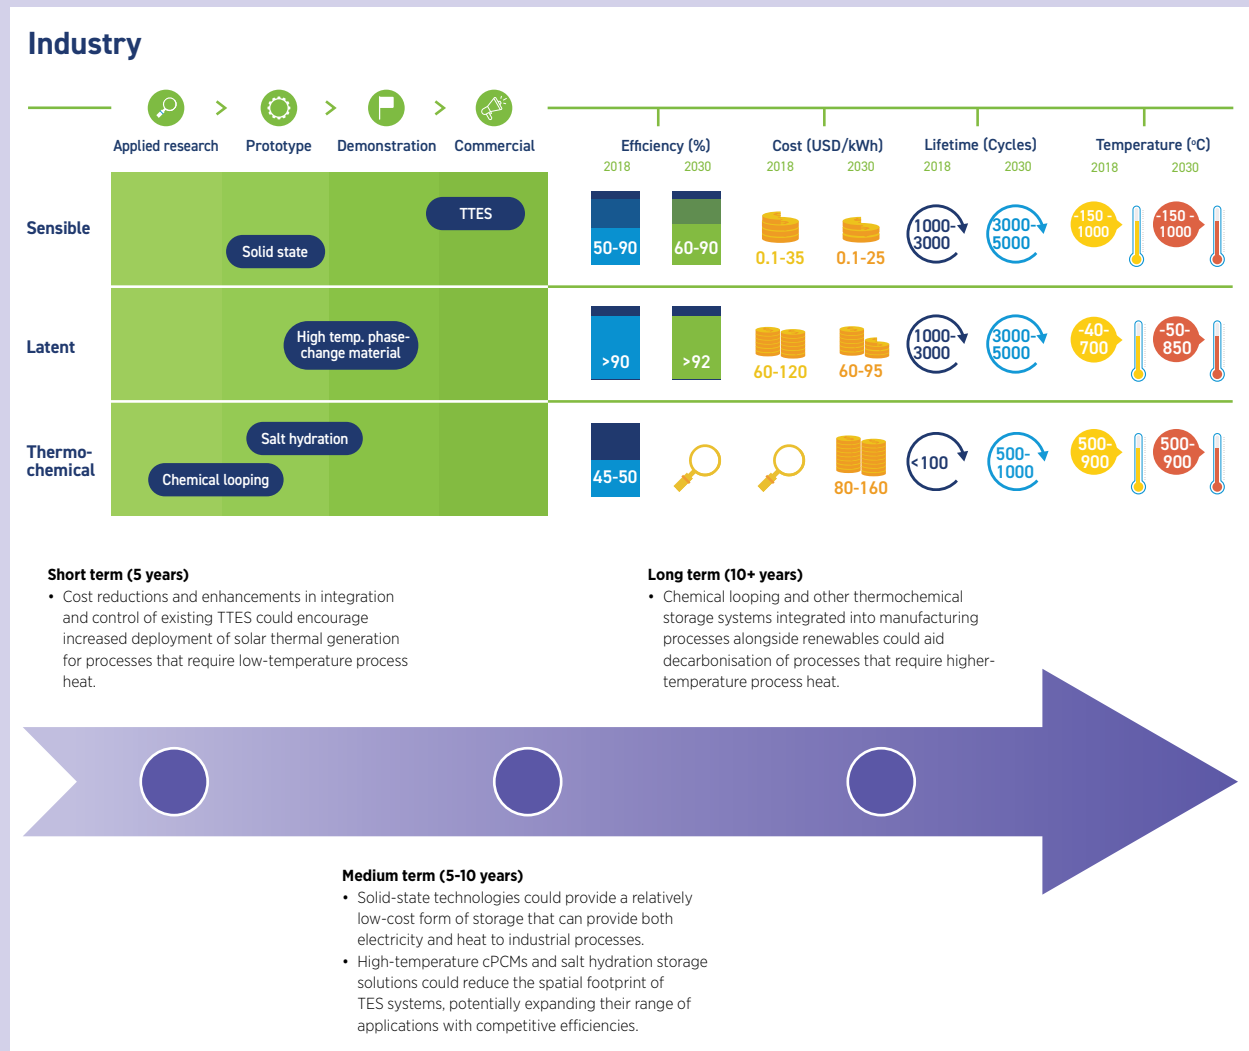 Industry
Applied research
Prototype
Demonstration
Commercial
Efficiency (%)
2018
2030
Cost (USD/kWh)
2018
2030
Lifetime (Cycles)
2018
2030
Temperature (°C)
2018
2030
Sensible
TTES
Solid state
50-90
60-90
0.1-35
0.1-25
1000-
3000
3000-
5000
-150 -
1000
-150 -
1000
Latent
High temp. phase-
change material
>90
>92
60-120
60-95
1000-
3000
3000-
5000
-40-
700
-50-
850
Thermo-
chemical
Salt hydration
Chemical looping
45-50
80-160
<100
500-
1000
500-
900
500-
900
Short term (5 years)
• Cost reductions and enhancements in integration
and control of existing TTES could encourage
increased deployment of solar thermal generation
for processes that require low-temperature process
heat.
Long term (10+ years)
• Chemical looping and other thermochemical
storage systems integrated into manufacturing
processes alongside renewables could aid
decarbonisation of processes that require higher-
temperature process heat.
Medium term (5-10 years)
• Solid-state technologies could provide a relatively
low-cost form of storage that can provide both
electricity and heat to industrial processes.
• High-temperature cPCMs and salt hydration storage
solutions could reduce the spatial footprint of
TES systems, potentially expanding their range of
applications with competitive efficiencies.